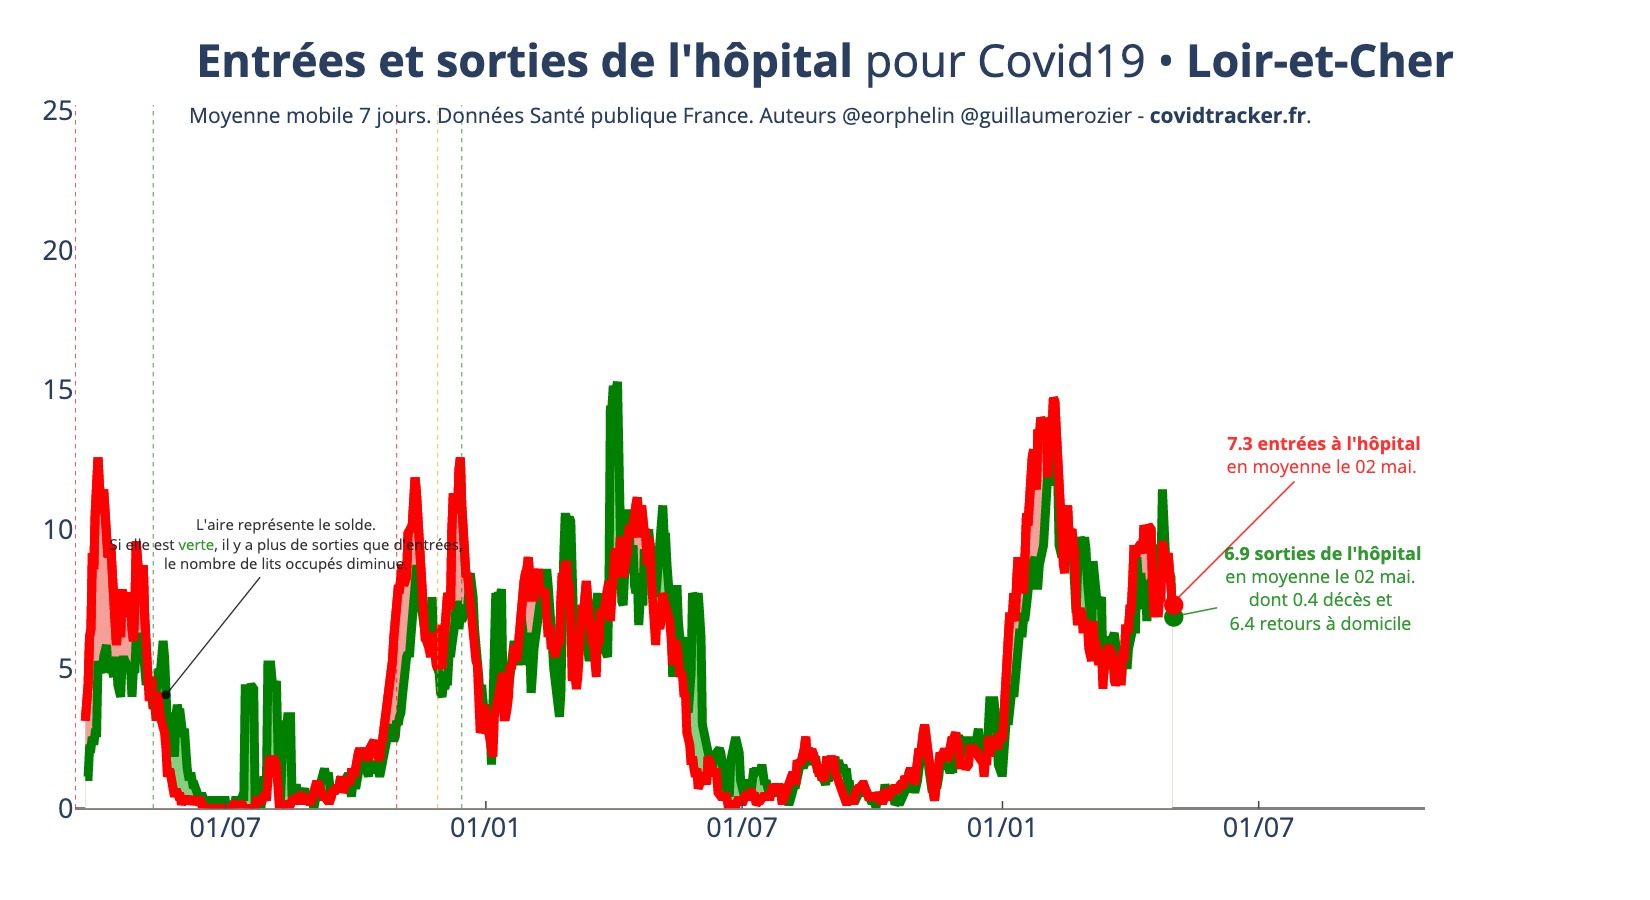 Entrées et sorties de l'hôpital pour Covid19 • Loir-et-Cher
Moyenne mobile 7 jours. Données Santé publique France. Auteurs @eorphelin @guillaumerozier - covidtracker.fr.
25
20
15
10
5
0
L'aire représente le solde.
Si elle est verte, il y a plus de sorties que d'entrées,
le nombre de lits occupés diminue.
7.3 entrées à l'hôpital
en moyenne le 02 mai.
6.9 sorties de l'hôpital
en moyenne le 02 mai.
dont 0.4 décès et
6.4 retours à domicile
01/07
01/01
01/07
01/01
01/07